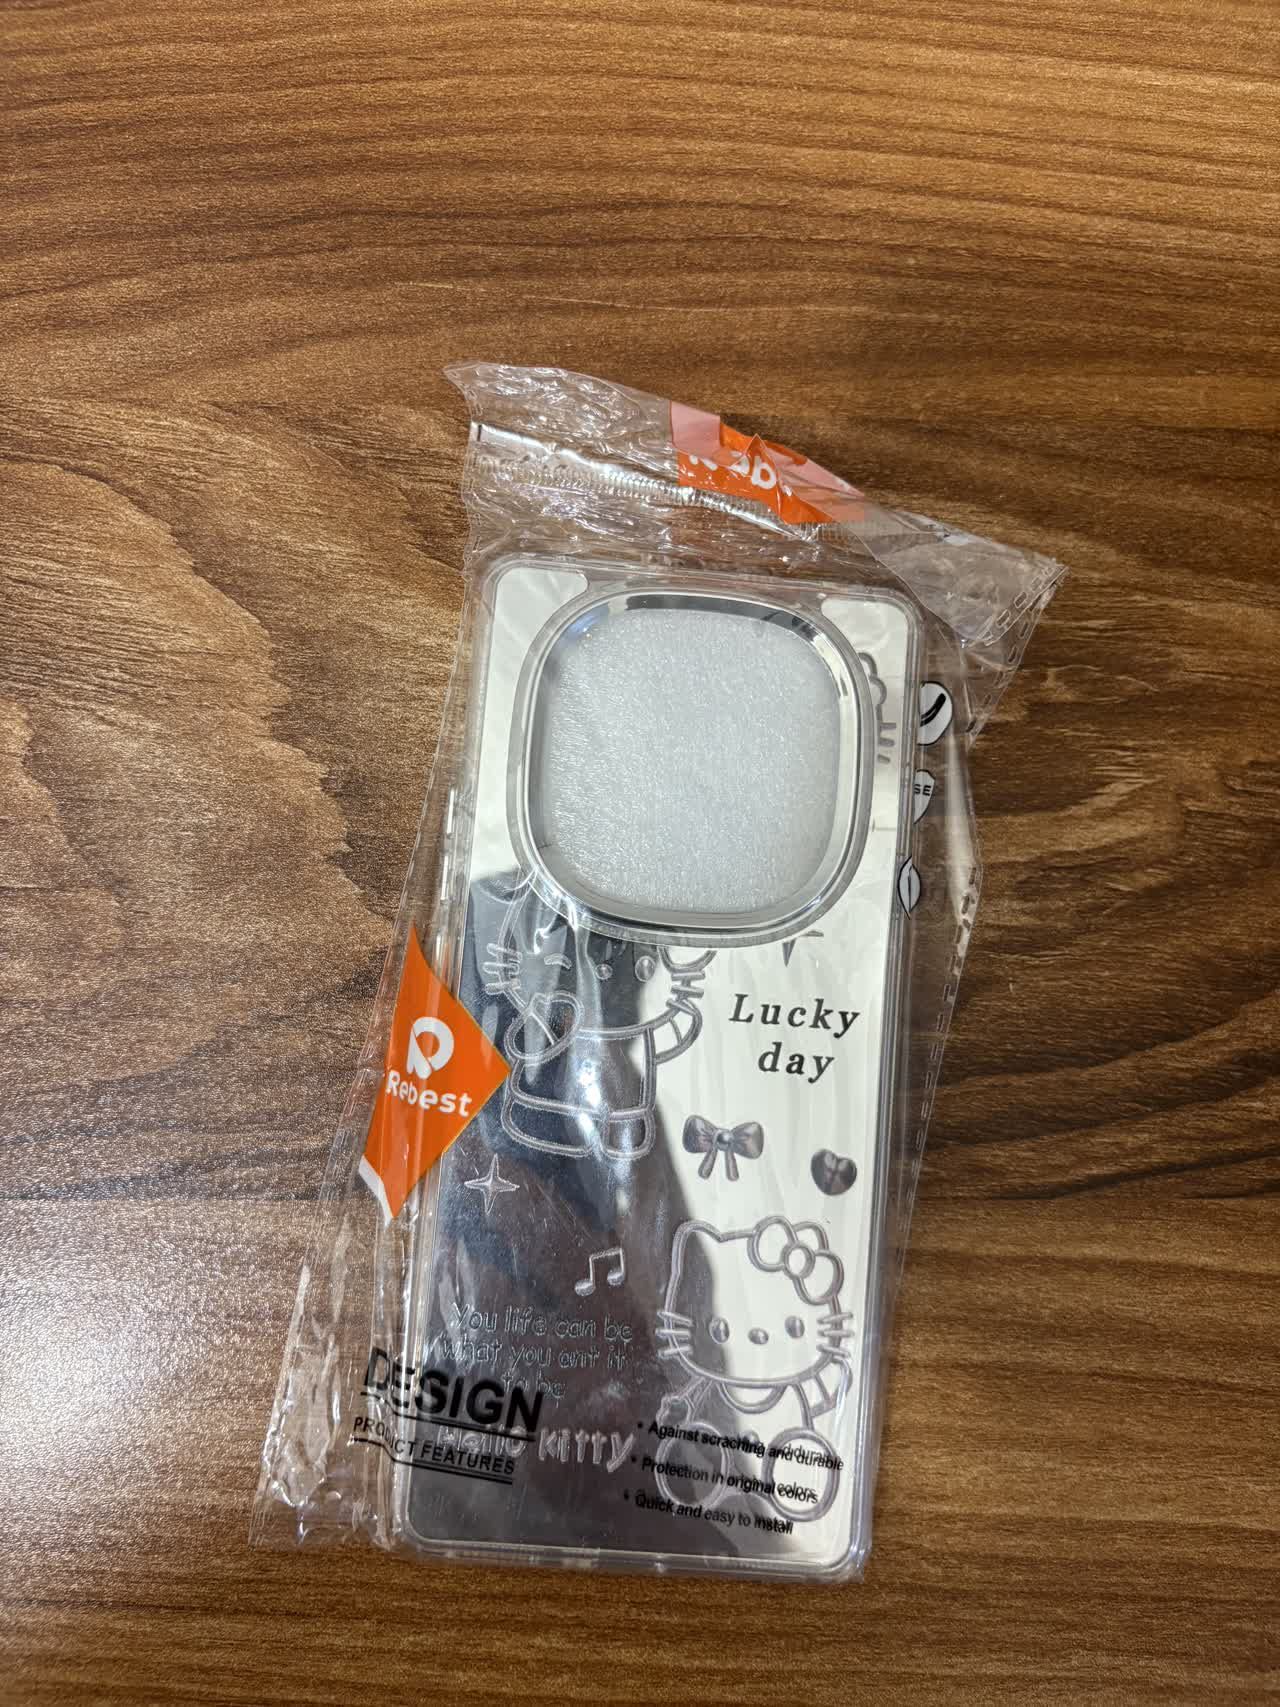 Rebest
Lucky
day
You life can be
what you ant it
to be
Hello kitty
DESIGN
PRODUCT FEATURES
* Against scraching and durable
* Protection in original colors
* Quick and easy to install